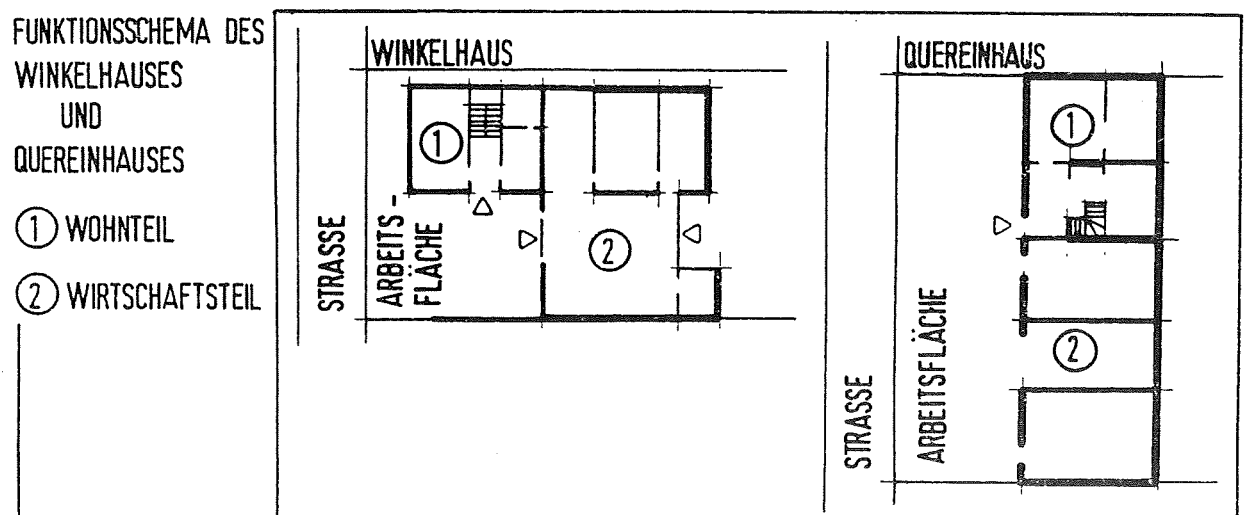 FUNKTIONSSCHEMA DES
WINKELHAUSES
UND
QUEREINHAUSES
1 WOHNTEIL
2 WIRTSCHAFTSTEIL
WINKELHAUS
1
2
STRASSE
ARBEITS-
FLÄCHE
QUEREINHAUS
1
2
STRASSE
ARBEITSFLÄCHE